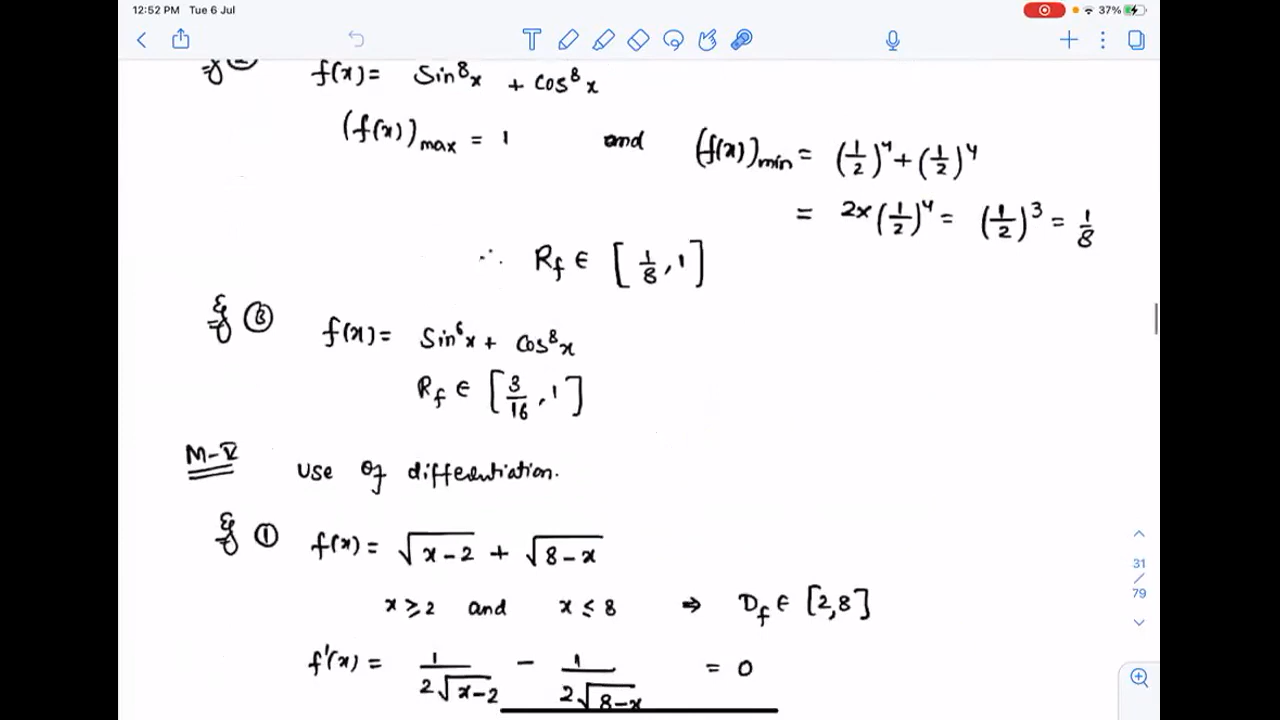 12:52 PM Tue 6 Jul
37%
f(x) = Sin⁸x + Cos⁸x
(f(x))max = 1 and (f(x))min = (1/2)⁴ + (1/2)⁴
= 2x(1/2)⁴ = (1/2)³ = 1/8
∴ Rf ∈ [1/8, 1]
Eg ③ f(x) = Sin⁶x + Cos⁸x
Rf ∈ [3/16, 1]
M-V Use Of differentiation.
Eg ① f(x) = √(x-2) + √(8-x)
x ≥ 2 and x ≤ 8 ⇒ Df ∈ [2,8]
f'(x) = 1/(2√(x-2)) - 1/(2√(8-x)) = 0
31
/
79